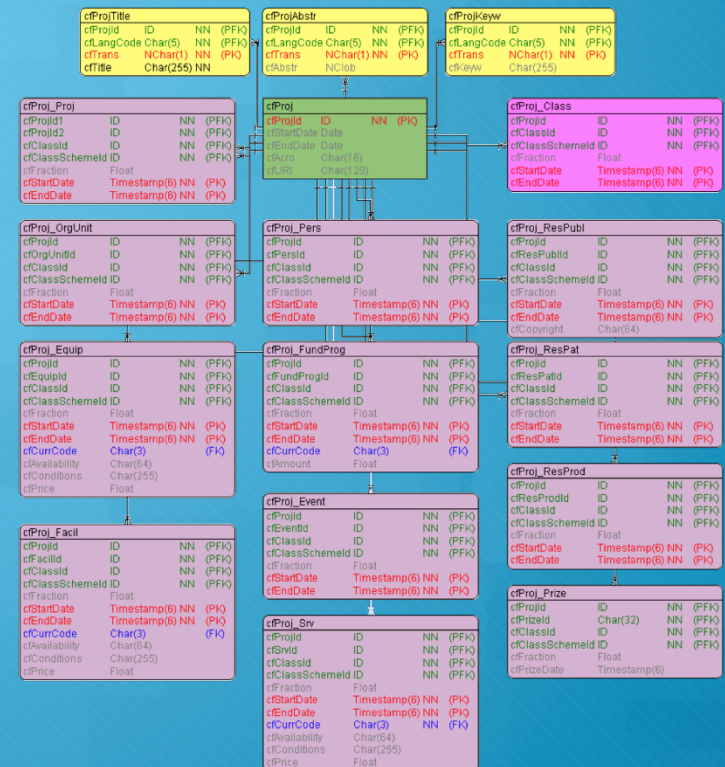 cfProjTitle
cfProjId ID NN (PFK)
cfLangCode Char(5) NN (PFK)
cfTrans NChar(1) NN (PK)
cfTitle Char(255) NN
cfProjAbstr
cfProjId ID NN (PFK)
cfLangCode Char(5) NN (PFK)
cfTrans NChar(1) NN (PK)
cfAbstr NClob
cfProjKeyw
cfProjId ID NN (PFK)
cfLangCode Char(5) NN (PFK)
cfTrans NChar(1) NN (PK)
cfKeyw Char(255)
cfProj_Proj
cfProjId1 ID NN (PFK)
cfProjId2 ID NN (PFK)
cfClassId ID NN (PFK)
cfClassSchemeId ID NN (PFK)
cfFraction Float
cfStartDate Timestamp(6) NN (PK)
cfEndDate Timestamp(6) NN (PK)
cfProj
cfProjId ID NN (PK)
cfStartDate Date
cfEndDate Date
cfAcro Char(16)
cfURI Char(128)
cfProj_Class
cfProjId ID NN (PFK)
cfClassId ID NN (PFK)
cfClassSchemeId ID NN (PFK)
cfFraction Float
cfStartDate Timestamp(6) NN (PK)
cfEndDate Timestamp(6) NN (PK)
cfProj_OrgUnit
cfProjId ID NN (PFK)
cfOrgUnitId ID NN (PFK)
cfClassId ID NN (PFK)
cfClassSchemeId ID NN (PFK)
cfFraction Float
cfStartDate Timestamp(6) NN (PK)
cfEndDate Timestamp(6) NN (PK)
cfProj_Pers
cfProjId ID NN (PFK)
cfPersId ID NN (PFK)
cfClassId ID NN (PFK)
cfClassSchemeId ID NN (PFK)
cfFraction Float
cfStartDate Timestamp(6) NN (PK)
cfEndDate Timestamp(6) NN (PK)
cfProj_ResPubl
cfProjId ID NN (PFK)
cfResPublId ID NN (PFK)
cfClassId ID NN (PFK)
cfClassSchemeId ID NN (PFK)
cfFraction Float
cfStartDate Timestamp(6) NN (PK)
cfEndDate Timestamp(6) NN (PK)
cfCopyright Char(64)
cfProj_Equip
cfProjId ID NN (PFK)
cfEquipId ID NN (PFK)
cfClassId ID NN (PFK)
cfClassSchemeId ID NN (PFK)
cfFraction Float
cfStartDate Timestamp(6) NN (PK)
cfEndDate Timestamp(6) NN (PK)
cfCurrCode Char(3) (FK)
cfAvailability Char(64)
cfConditions Char(255)
cfPrice Float
cfProj_FundProg
cfProjId ID NN (PFK)
cfFundProgId ID NN (PFK)
cfClassId ID NN (PFK)
cfClassSchemeId ID NN (PFK)
cfFraction Float
cfStartDate Timestamp(6) NN (PK)
cfEndDate Timestamp(6) NN (PK)
cfCurrCode Char(3) (FK)
cfAmount Float
cfProj_ResPat
cfProjId ID NN (PFK)
cfResPatId ID NN (PFK)
cfClassId ID NN (PFK)
cfClassSchemeId ID NN (PFK)
cfFraction Float
cfStartDate Timestamp(6) NN (PK)
cfEndDate Timestamp(6) NN (PK)
cfProj_ResProd
cfProjId ID NN (PFK)
cfResProdId ID NN (PFK)
cfClassId ID NN (PFK)
cfClassSchemeId ID NN (PFK)
cfFraction Float
cfStartDate Timestamp(6) NN (PK)
cfEndDate Timestamp(6) NN (PK)
cfProj_Event
cfProjId ID NN (PFK)
cfEventId ID NN (PFK)
cfClassId ID NN (PFK)
cfClassSchemeId ID NN (PFK)
cfFraction Float
cfStartDate Timestamp(6) NN (PK)
cfEndDate Timestamp(6) NN (PK)
cfProj_Facil
cfProjId ID NN (PFK)
cfFacilId ID NN (PFK)
cfClassId ID NN (PFK)
cfClassSchemeId ID NN (PFK)
cfFraction Float
cfStartDate Timestamp(6) NN (PK)
cfEndDate Timestamp(6) NN (PK)
cfCurrCode Char(3) (FK)
cfAvailability Char(64)
cfConditions Char(255)
cfPrice Float
cfProj_Prize
cfProjId ID NN (PFK)
cfPrizeId Char(32) NN (PFK)
cfClassId ID NN (PFK)
cfClassSchemeId ID NN (PFK)
cfFraction Float
cfPrizeDate Timestamp(6)
cfProj_Srv
cfProjId ID NN (PFK)
cfSrvId ID NN (PFK)
cfClassId ID NN (PFK)
cfClassSchemeId ID NN (PFK)
cfFraction Float
cfStartDate Timestamp(6) NN (PK)
cfEndDate Timestamp(6) NN (PK)
cfCurrCode Char(3) NN (FK)
cfAvailability Char(64)
cfConditions Char(255)
cfPrice Float